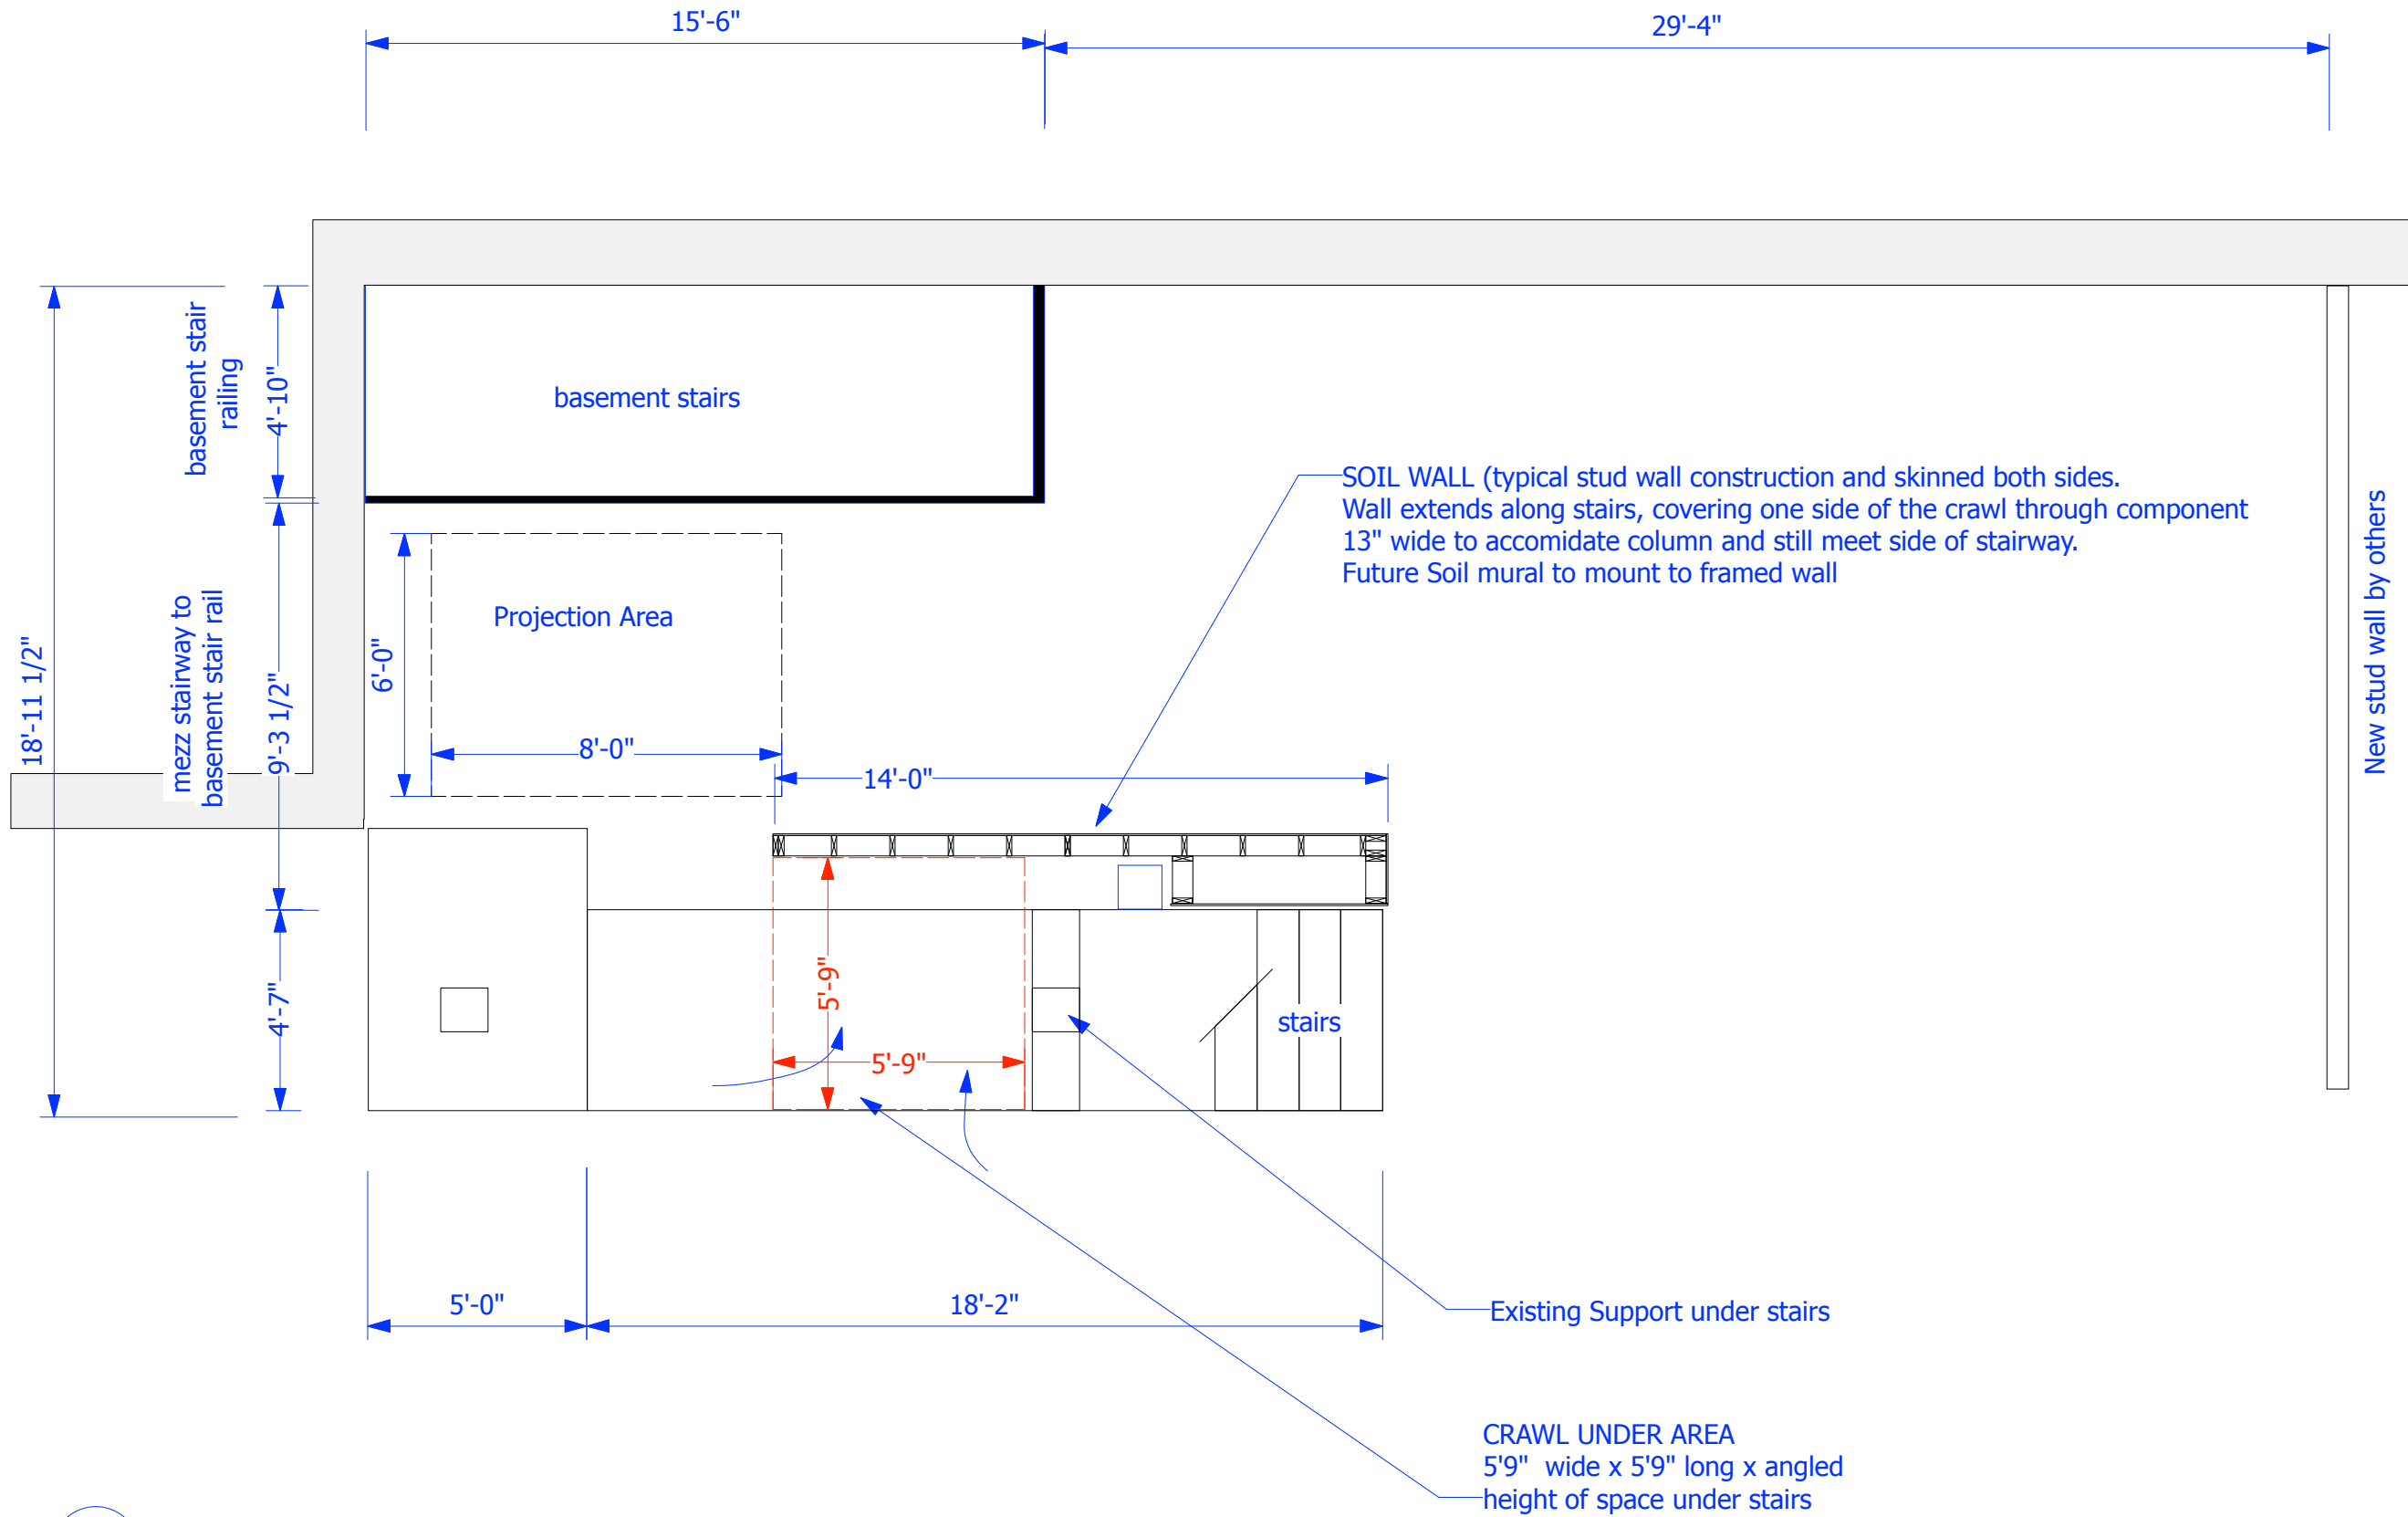 15'-6"
29'-4"
basement stair
railing
4'-10"
basement stairs
SOIL WALL (typical stud wall construction and skinned both sides.
Wall extends along stairs, covering one side of the crawl through component
13" wide to accomidate column and still meet side of stairway.
Future Soil mural to mount to framed wall
New stud wall by others
Projection Area
mezz stairway to
basement stair rail
18'-11 1/2"
9'-3 1/2"
6'-0"
8'-0"
14'-0"
5'-9"
4'-7"
stairs
5'-9"
5'-0"
18'-2"
Existing Support under stairs
CRAWL UNDER AREA
5'9"  wide x 5'9" long x angled
height of space under stairs